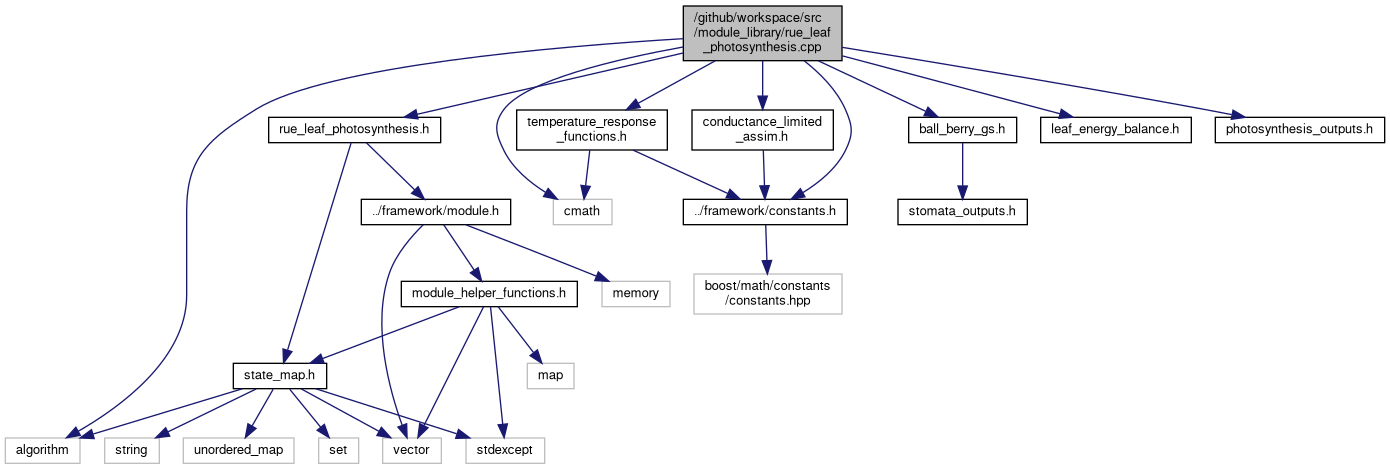 /github/workspace/src
/module_library/rue_leaf
_photosynthesis.cpp
rue_leaf_photosynthesis.h
temperature_response
_functions.h
conductance_limited
_assim.h
ball_berry_gs.h
leaf_energy_balance.h
photosynthesis_outputs.h
../framework/module.h
cmath
../framework/constants.h
stomata_outputs.h
module_helper_functions.h
memory
boost/math/constants
/constants.hpp
state_map.h
map
algorithm
string
unordered_map
set
vector
stdexcept